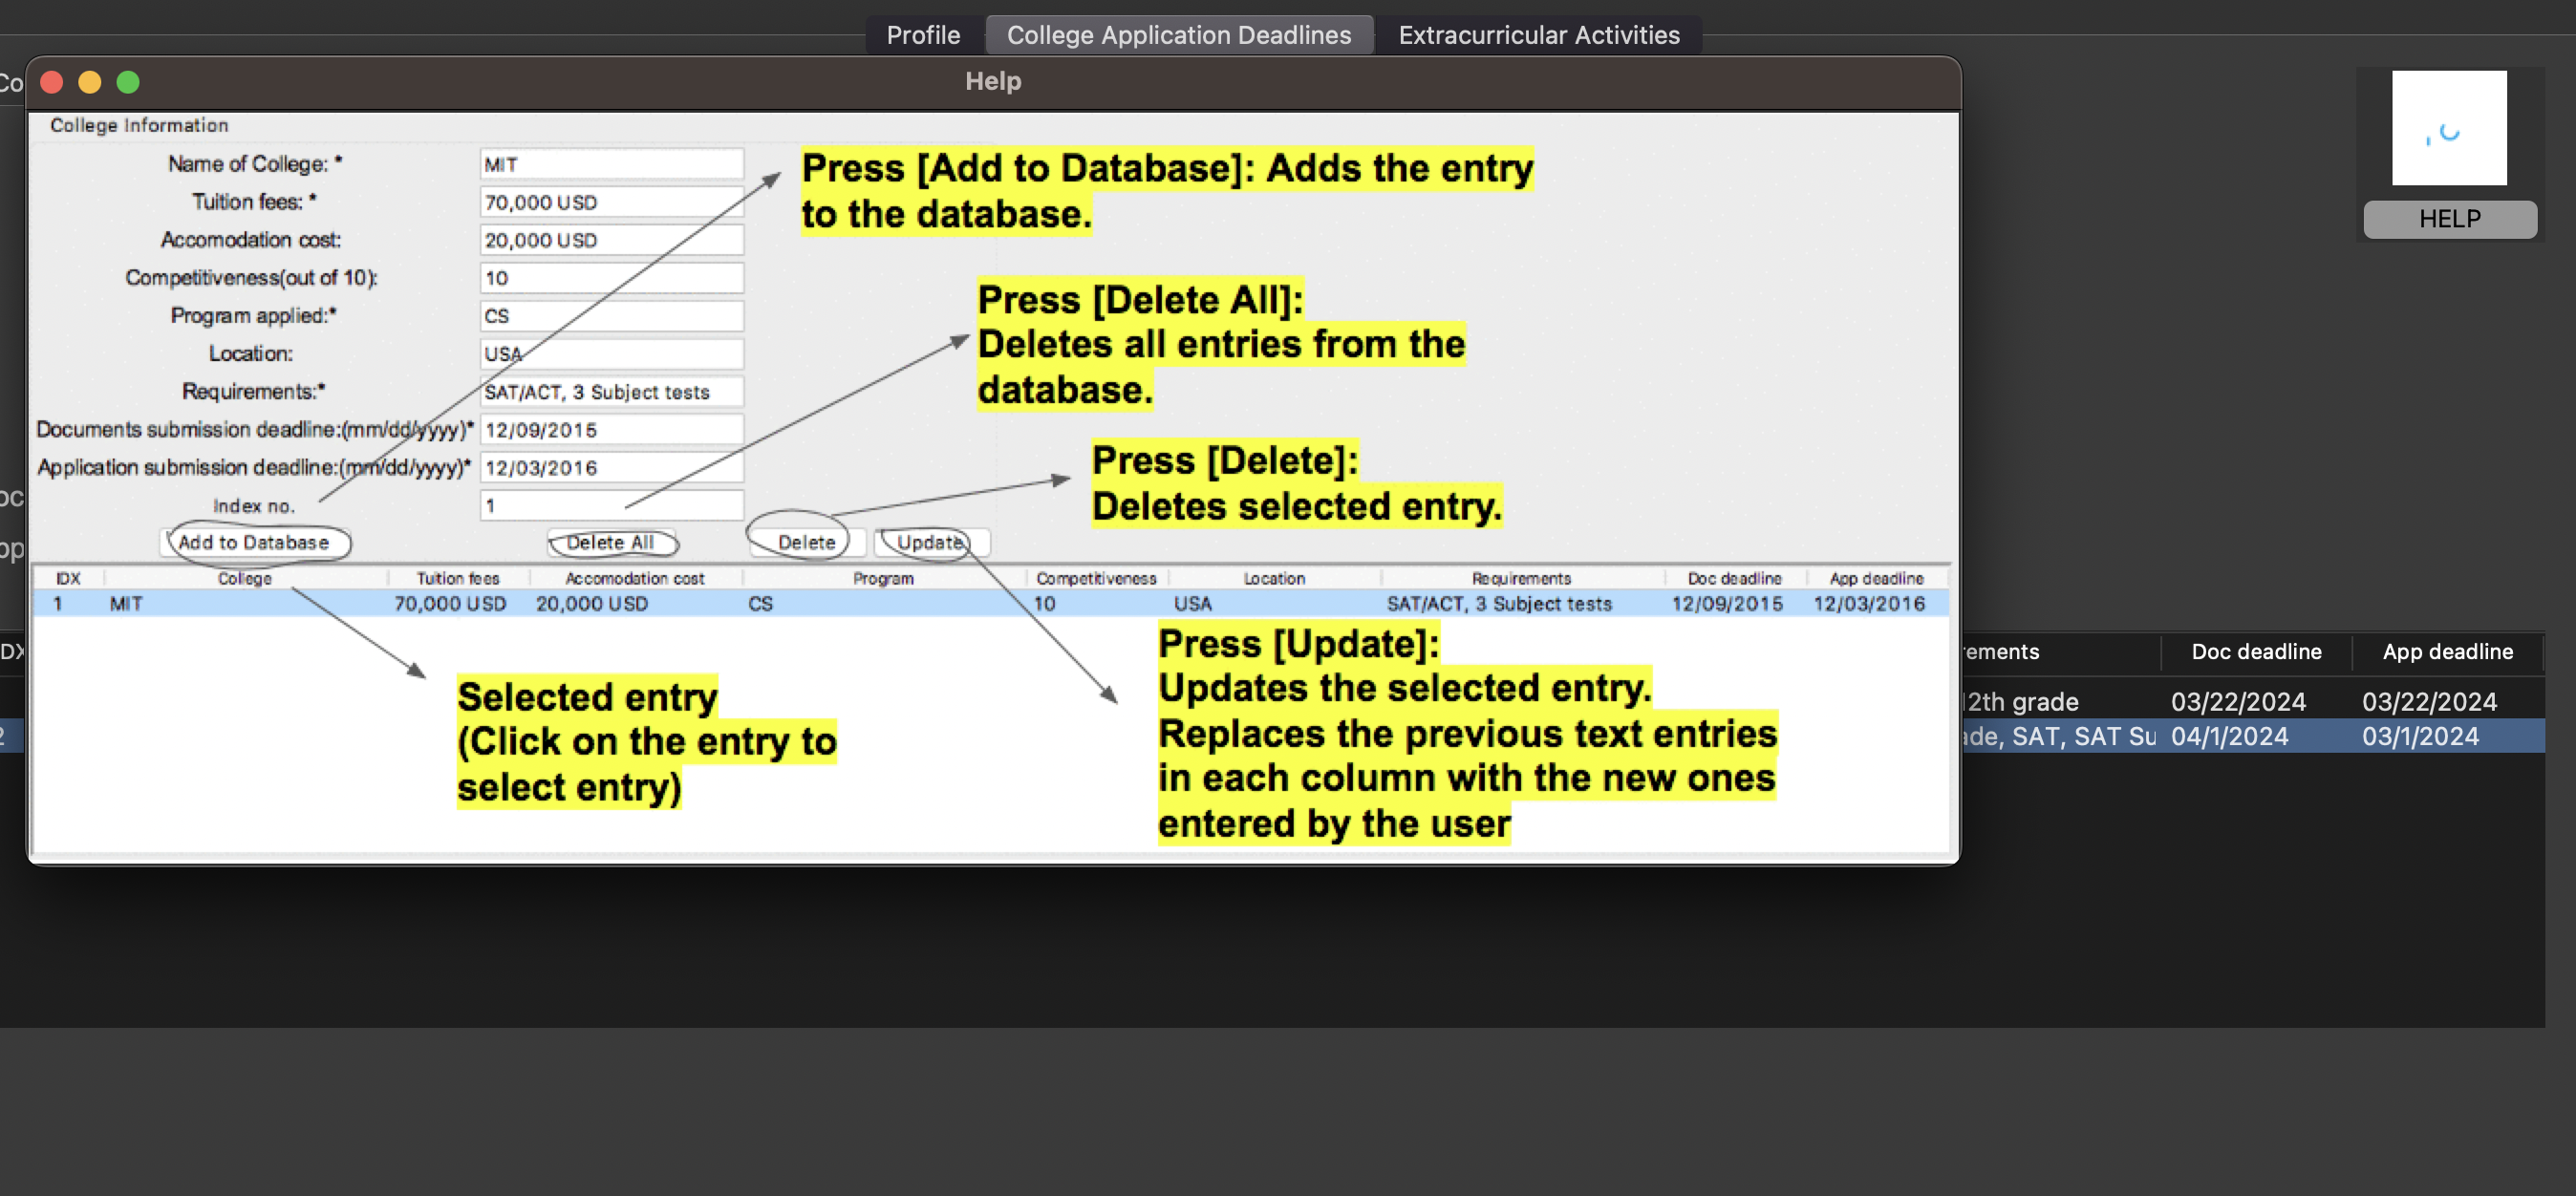 Profile
College Application Deadlines
Extracurricular Activities
Help
College Information
Name of College: * MIT
Tuition fees: * 70,000 USD
Accomodation cost: 20,000 USD
Competitiveness(out of 10): 10
Program applied:* CS
Location: USA
Requirements:* SAT/ACT, 3 Subject tests
Documents submission deadline:(mm/dd/yyyy)* 12/09/2015
Application submission deadline:(mm/dd/yyyy)* 12/03/2016
Index no. 1
Add to Database Delete All Delete Update
Press [Add to Database]: Adds the entry
to the database.
Press [Delete All]:
Deletes all entries from the
database.
Press [Delete]:
Deletes selected entry.
IDX College Tuition fees Accomodation cost Program Competitiveness Location Requirements Doc deadline App deadline
1 MIT 70,000 USD 20,000 USD CS 10 USA SAT/ACT, 3 Subject tests 12/09/2015 12/03/2016
Selected entry
(Click on the entry to
select entry)
Press [Update]:
Updates the selected entry.
Replaces the previous text entries
in each column with the new ones
entered by the user
HELP
Doc deadline App deadline
12th grade 03/22/2024 03/22/2024
SAT, SAT Su 04/1/2024 03/1/2024